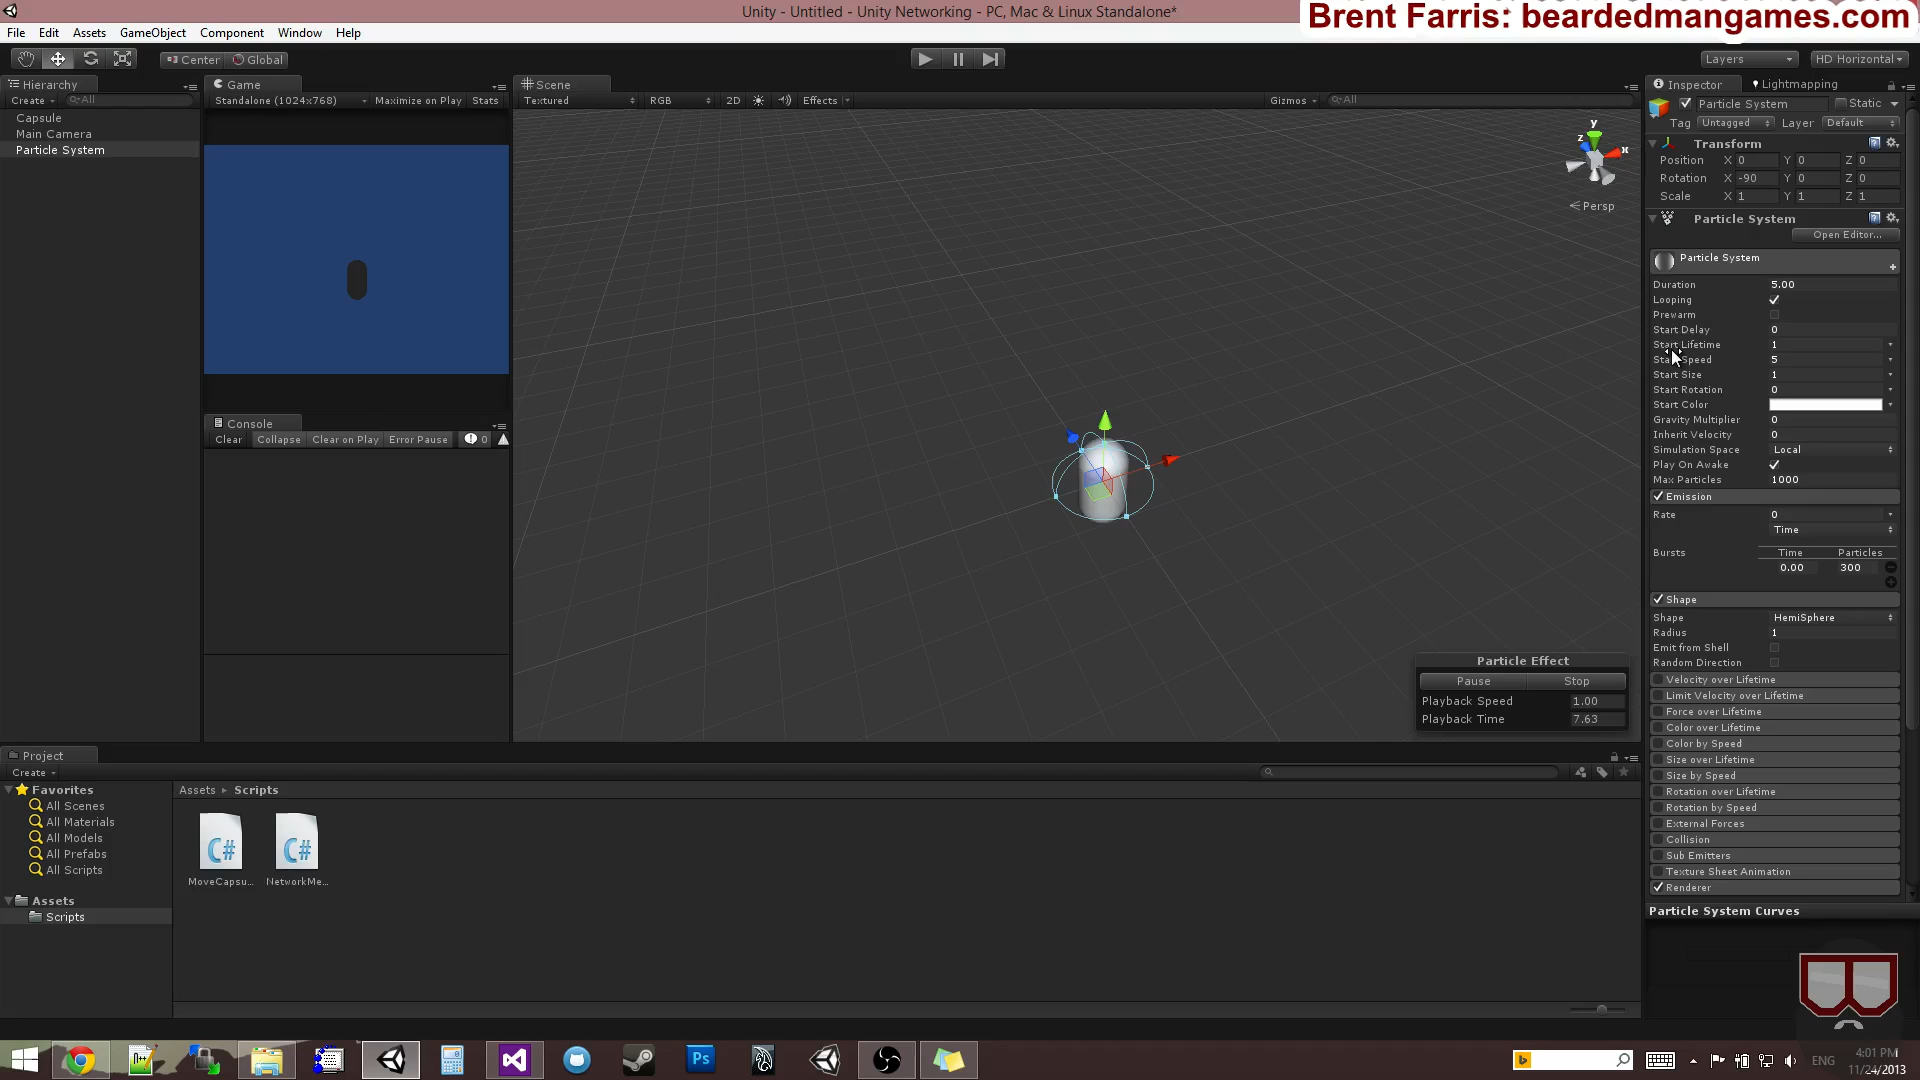 Unity - Untitled - Unity Networking - PC, Mac & Linux Standalone*
Brent Farris: beardedmangames.com
File Edit Assets GameObject Component Window Help
Center Global
Layers HD Horizontal
Hierarchy
Create All
Capsule
Main Camera
Particle System
Game
Standalone (1024x768) Maximize on Play Stats
Console
Clear Collapse Clear on Play Error Pause 0
Scene
Textured RGB 2D Effects Gizmos All
y
z
x
Persp
Particle Effect
Pause Stop
Playback Speed 1.00
Playback Time 7.63
Inspector Lightmapping
Particle System Static
Tag Untagged Layer Default
Transform
Position X 0 Y 0 Z 0
Rotation X -90 Y 0 Z 0
Scale X 1 Y 1 Z 1
Particle System
Open Editor...
Particle System
Duration 5.00
Looping
Prewarm
Start Delay 0
Start Lifetime 1
Start Speed 5
Start Size 1
Start Rotation 0
Start Color
Gravity Multiplier 0
Inherit Velocity 0
Simulation Space Local
Play On Awake
Max Particles 1000
Emission
Rate 0
Time
Bursts Time Particles
0.00 300
Shape
Shape HemiSphere
Radius 1
Emit from Shell
Random Direction
Velocity over Lifetime
Limit Velocity over Lifetime
Force over Lifetime
Color over Lifetime
Color by Speed
Size over Lifetime
Size by Speed
Rotation over Lifetime
Rotation by Speed
External Forces
Collision
Sub Emitters
Texture Sheet Animation
Renderer
Particle System Curves
Project
Create
Favorites
All Scenes
All Materials
All Models
All Prefabs
All Scripts
Assets
Scripts
Assets Scripts
C# C#
MoveCapsu... NetworkMe...
Ps
ENG
4:01 PM
11/24/2013